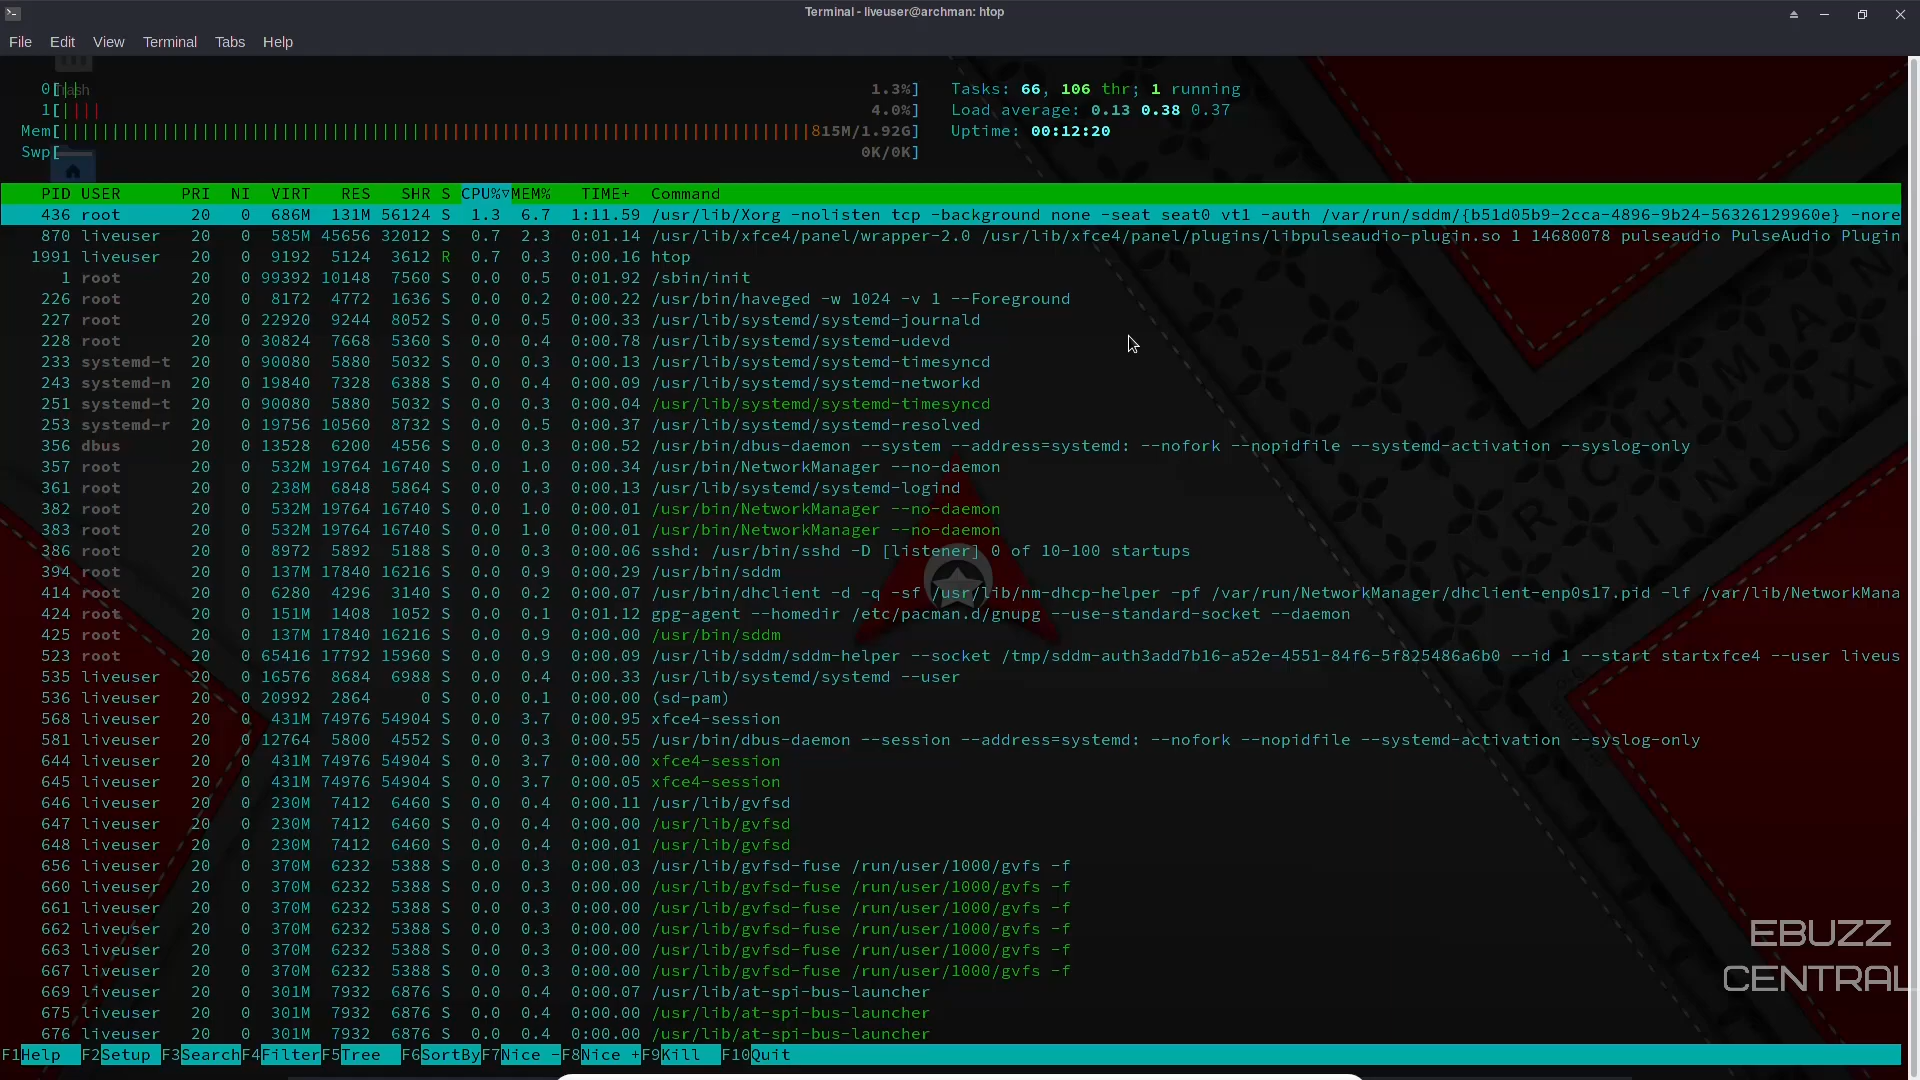 Terminal - liveuser@archman: htop
File Edit View Terminal Tabs Help
Trash
0[|| 1.3%] Tasks: 66, 106 thr; 1 running
1[|||| 4.0%] Load average: 0.13 0.38 0.37
Mem[ 815M/1.92G] Uptime: 00:12:20
Swp[ 0K/0K]
PID USER PRI NI VIRT RES SHR S CPU%▽MEM% TIME+ Command
436 root 20 0 686M 131M 56124 S 1.3 6.7 1:11.59 /usr/lib/Xorg -nolisten tcp -background none -seat seat0 vt1 -auth /var/run/sddm/{b51d05b9-2cca-4896-9b24-56326129960e} -nore
870 liveuser 20 0 585M 45656 32012 S 0.7 2.3 0:01.14 /usr/lib/xfce4/panel/wrapper-2.0 /usr/lib/xfce4/panel/plugins/libpulseaudio-plugin.so 1 14680078 pulseaudio PulseAudio Plugin
1991 liveuser 20 0 9192 5124 3612 R 0.7 0.3 0:00.16 htop
1 root 20 0 99392 10148 7560 S 0.0 0.5 0:01.92 /sbin/init
226 root 20 0 8172 4772 1636 S 0.0 0.2 0:00.22 /usr/bin/haveged -w 1024 -v 1 --Foreground
227 root 20 0 22920 9244 8052 S 0.0 0.5 0:00.33 /usr/lib/systemd/systemd-journald
228 root 20 0 30824 7668 5360 S 0.0 0.4 0:00.78 /usr/lib/systemd/systemd-udevd
233 systemd-t 20 0 90080 5880 5032 S 0.0 0.3 0:00.13 /usr/lib/systemd/systemd-timesyncd
243 systemd-n 20 0 19840 7328 6388 S 0.0 0.4 0:00.09 /usr/lib/systemd/systemd-networkd
251 systemd-t 20 0 90080 5880 5032 S 0.0 0.3 0:00.04 /usr/lib/systemd/systemd-timesyncd
253 systemd-r 20 0 19756 10560 8732 S 0.0 0.5 0:00.37 /usr/lib/systemd/systemd-resolved
356 dbus 20 0 13528 6200 4556 S 0.0 0.3 0:00.52 /usr/bin/dbus-daemon --system --address=systemd: --nofork --nopidfile --systemd-activation --syslog-only
357 root 20 0 532M 19764 16740 S 0.0 1.0 0:00.34 /usr/bin/NetworkManager --no-daemon
361 root 20 0 238M 6848 5864 S 0.0 0.3 0:00.13 /usr/lib/systemd/systemd-logind
382 root 20 0 532M 19764 16740 S 0.0 1.0 0:00.01 /usr/bin/NetworkManager --no-daemon
383 root 20 0 532M 19764 16740 S 0.0 1.0 0:00.01 /usr/bin/NetworkManager --no-daemon
386 root 20 0 8972 5892 5188 S 0.0 0.3 0:00.06 sshd: /usr/bin/sshd -D [listener] 0 of 10-100 startups
394 root 20 0 137M 17840 16216 S 0.0 0.9 0:00.29 /usr/bin/sddm
414 root 20 0 6280 4296 3140 S 0.0 0.2 0:00.07 /usr/bin/dhclient -d -q -sf /usr/lib/nm-dhcp-helper -pf /var/run/NetworkManager/dhclient-enp0s17.pid -lf /var/lib/NetworkMana
424 root 20 0 151M 1408 1052 S 0.0 0.1 0:01.12 gpg-agent --homedir /etc/pacman.d/gnupg --use-standard-socket --daemon
425 root 20 0 137M 17840 16216 S 0.0 0.9 0:00.00 /usr/bin/sddm
523 root 20 0 65416 17792 15960 S 0.0 0.9 0:00.09 /usr/lib/sddm/sddm-helper --socket /tmp/sddm-auth3add7b16-a52e-4551-84f6-5f825486a6b0 --id 1 --start startxfce4 --user liveus
535 liveuser 20 0 16576 8684 6988 S 0.0 0.4 0:00.33 /usr/lib/systemd/systemd --user
536 liveuser 20 0 20992 2864 0 S 0.0 0.1 0:00.00 (sd-pam)
568 liveuser 20 0 431M 74976 54904 S 0.0 3.7 0:00.95 xfce4-session
581 liveuser 20 0 12764 5800 4552 S 0.0 0.3 0:00.55 /usr/bin/dbus-daemon --session --address=systemd: --nofork --nopidfile --systemd-activation --syslog-only
644 liveuser 20 0 431M 74976 54904 S 0.0 3.7 0:00.00 xfce4-session
645 liveuser 20 0 431M 74976 54904 S 0.0 3.7 0:00.05 xfce4-session
646 liveuser 20 0 230M 7412 6460 S 0.0 0.4 0:00.11 /usr/lib/gvfsd
647 liveuser 20 0 230M 7412 6460 S 0.0 0.4 0:00.00 /usr/lib/gvfsd
648 liveuser 20 0 230M 7412 6460 S 0.0 0.4 0:00.01 /usr/lib/gvfsd
656 liveuser 20 0 370M 6232 5388 S 0.0 0.3 0:00.03 /usr/lib/gvfsd-fuse /run/user/1000/gvfs -f
660 liveuser 20 0 370M 6232 5388 S 0.0 0.3 0:00.00 /usr/lib/gvfsd-fuse /run/user/1000/gvfs -f
661 liveuser 20 0 370M 6232 5388 S 0.0 0.3 0:00.00 /usr/lib/gvfsd-fuse /run/user/1000/gvfs -f
662 liveuser 20 0 370M 6232 5388 S 0.0 0.3 0:00.00 /usr/lib/gvfsd-fuse /run/user/1000/gvfs -f
663 liveuser 20 0 370M 6232 5388 S 0.0 0.3 0:00.00 /usr/lib/gvfsd-fuse /run/user/1000/gvfs -f
667 liveuser 20 0 370M 6232 5388 S 0.0 0.3 0:00.00 /usr/lib/gvfsd-fuse /run/user/1000/gvfs -f
669 liveuser 20 0 301M 7932 6876 S 0.0 0.4 0:00.07 /usr/lib/at-spi-bus-launcher
675 liveuser 20 0 301M 7932 6876 S 0.0 0.4 0:00.00 /usr/lib/at-spi-bus-launcher
676 liveuser 20 0 301M 7932 6876 S 0.0 0.4 0:00.00 /usr/lib/at-spi-bus-launcher
F1Help F2Setup F3SearchF4FilterF5Tree F6SortByF7Nice -F8Nice +F9Kill F10Quit
ARCHMAN
LINUX
EBUZZ
CENTRAL